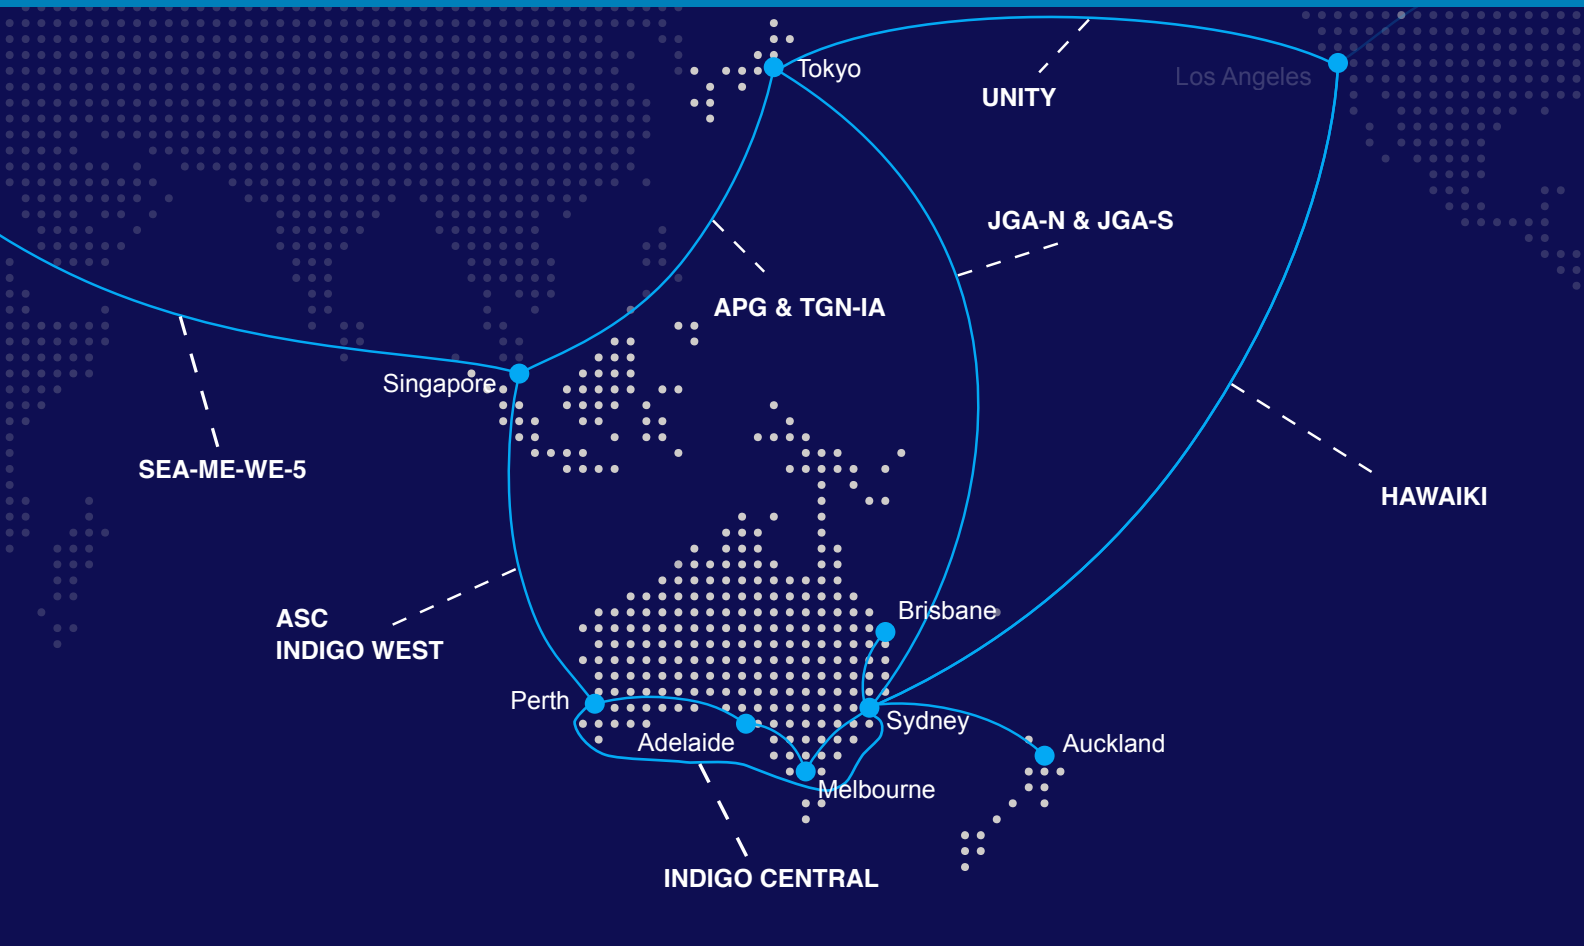 Tokyo
Los Angeles
UNITY
JGA-N & JGA-S
APG & TGN-IA
Singapore
SEA-ME-WE-5
HAWAIKI
ASC
INDIGO WEST
Brisbane
Perth
Sydney
Adelaide
Auckland
Melbourne
INDIGO CENTRAL